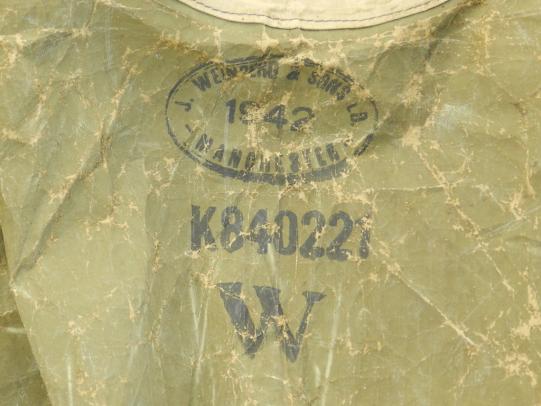 J. WEINBERG & SONS LD.
1942
MANCHESTER
K840221
W